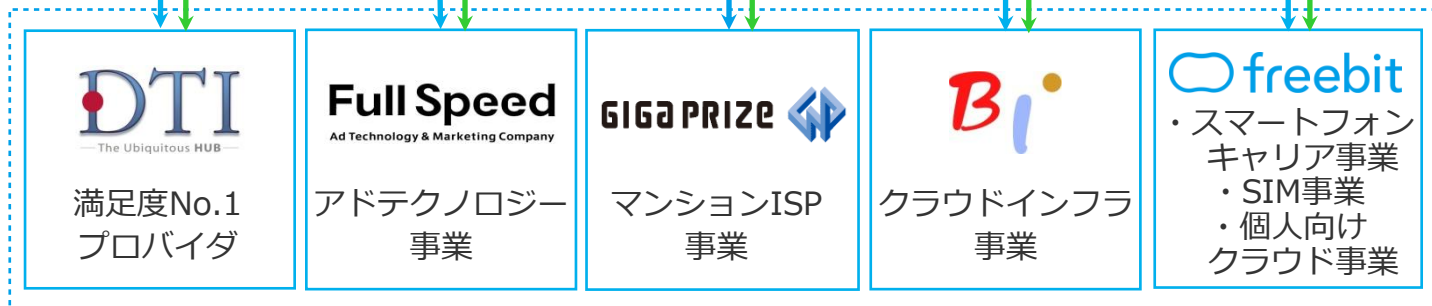 DTI
The Ubiquitous HUB
満足度No.1
プロバイダ
Full Speed
Ad Technology & Marketing Company
アドテクノロジー
事業
GIGA PRIZE
マンションISP
事業
Bi
クラウドインフラ
事業
freebit
・スマートフォン
キャリア事業
・SIM事業
・個人向け
クラウド事業